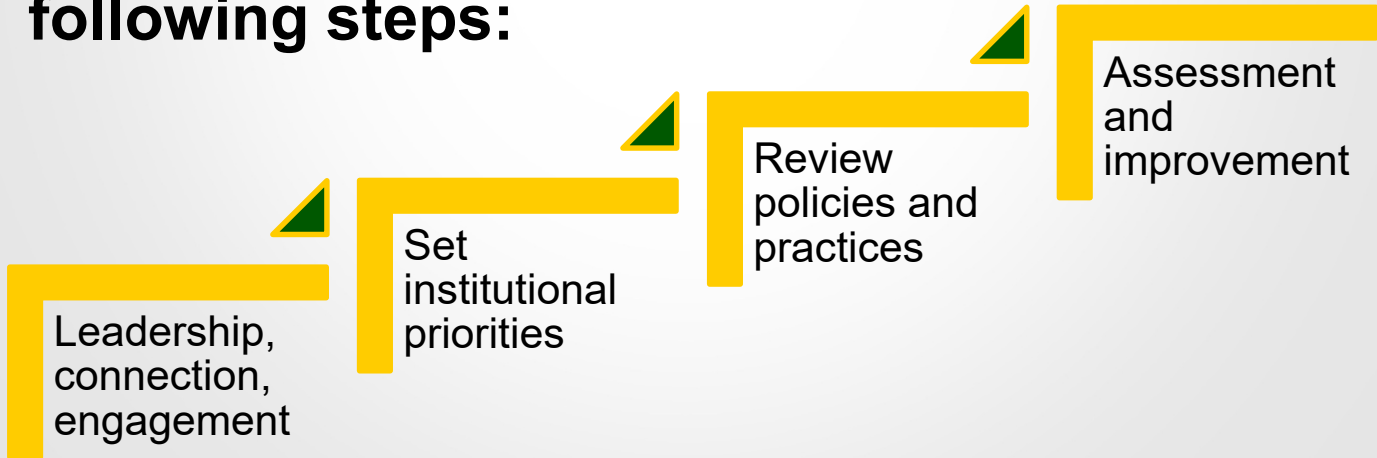 following steps:
Leadership,
connection,
engagement
Set
institutional
priorities
Review
policies and
practices
Assessment
and
improvement